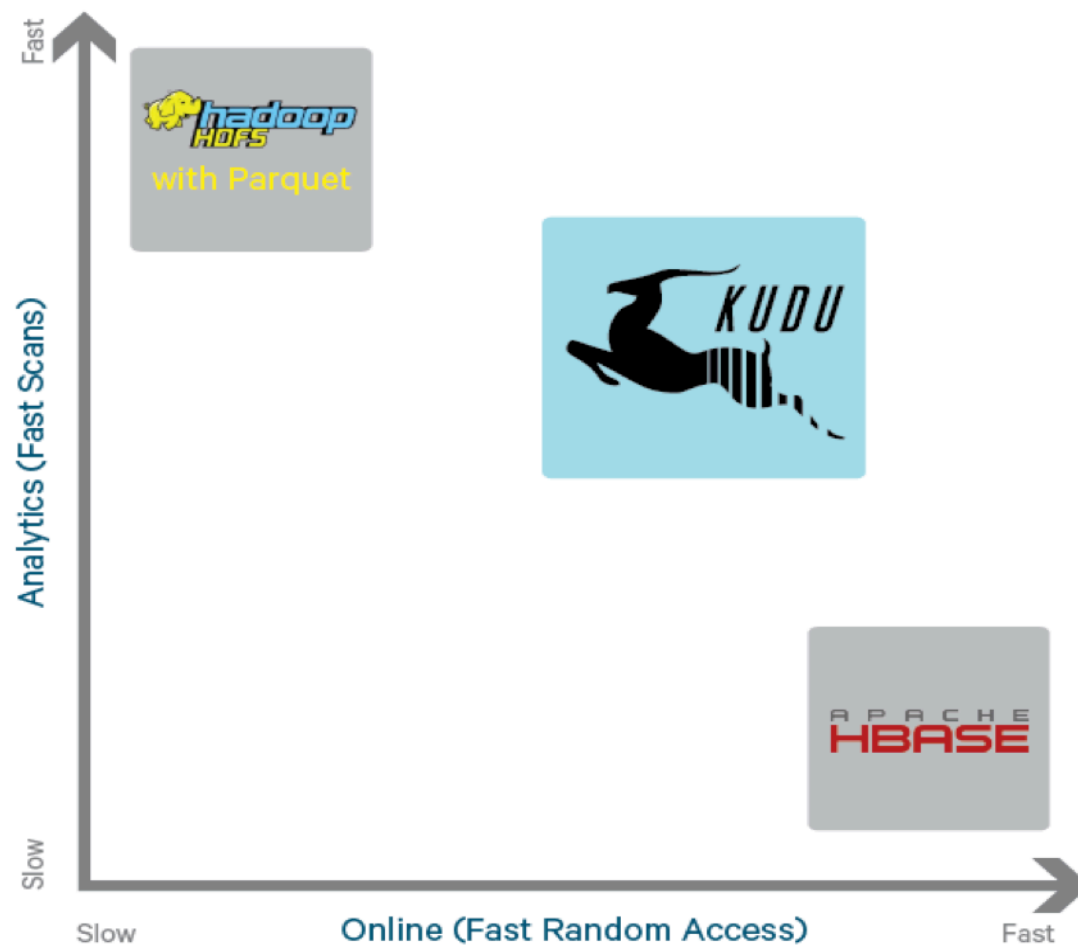 Fast
hadoop
HDFS
with Parquet
KUDU
Analytics (Fast Scans)
APACHE
HBASE
Slow
Slow
Online (Fast Random Access)
Fast